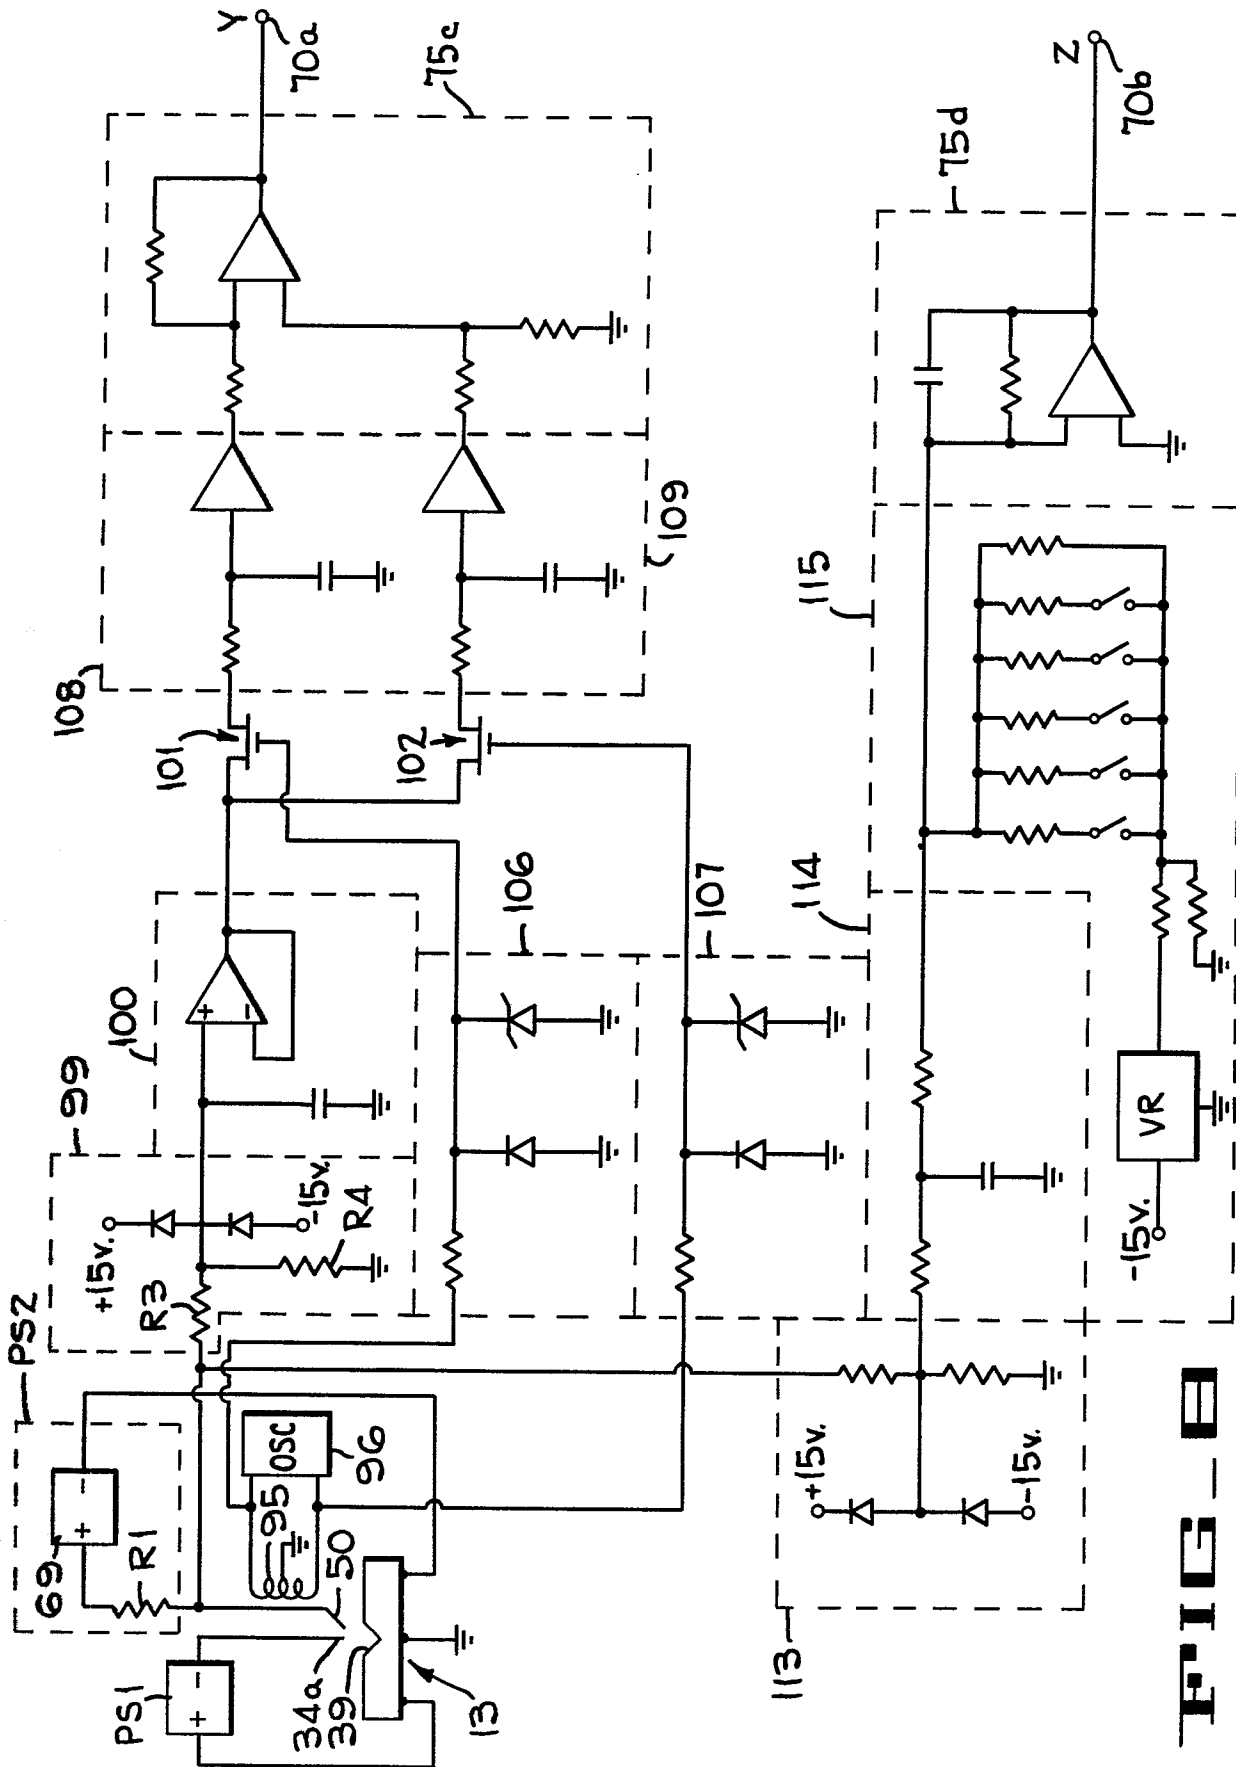 Y
70a
75c
108
101
102
109
106
107
100
+
−
99
+15v.
-15v.
R3
R4
PS2
69
+
−
R1
OSC
96
95
50
PS1
+
−
34a
39
13
Z
70b
75d
115
114
VR
-15v.
113
+15v.
-15v.